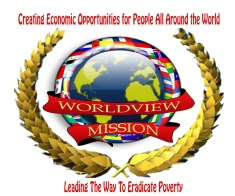 Creating Economic Opportunities for People All Around the World
WORLDVIEW
MISSION
Leading The Way To Eradicate Poverty